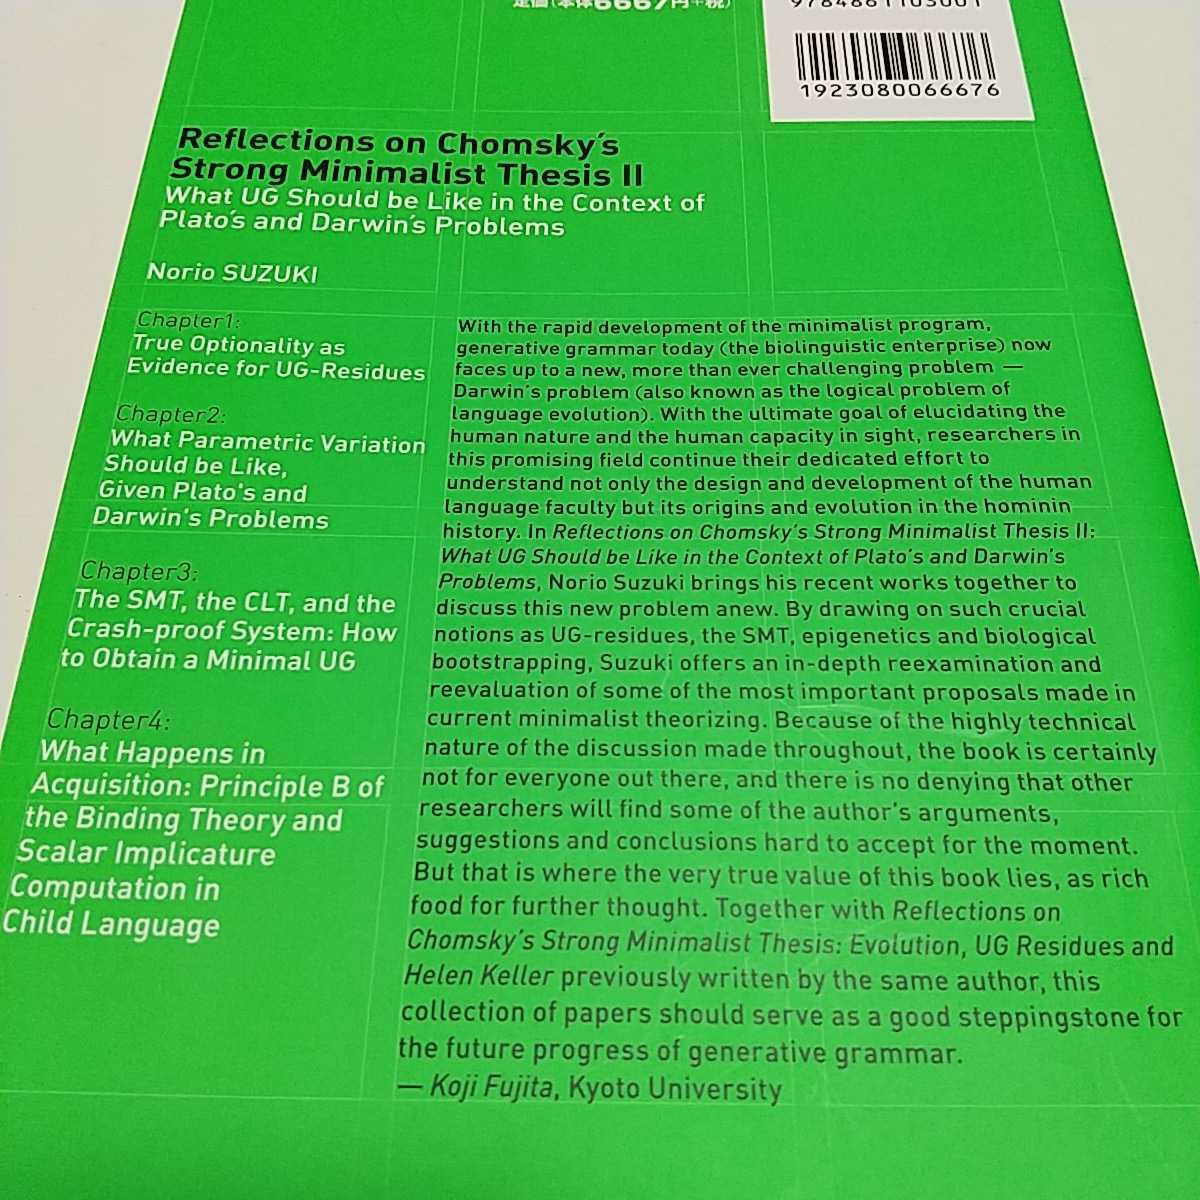 定価(本体6667円+税)
9784861103001
1923080066676
Reflections on Chomsky's
Strong Minimalist Thesis II
What UG Should be Like in the Context of
Plato's and Darwin's Problems
Norio SUZUKI
Chapter1:
True Optionality as
Evidence for UG-Residues
Chapter2:
What Parametric Variation
Should be Like,
Given Plato's and
Darwin's Problems
Chapter3:
The SMT, the CLT, and the
Crash-proof System: How
to Obtain a Minimal UG
Chapter4:
What Happens in
Acquisition: Principle B of
the Binding Theory and
Scalar Implicature
Computation in
Child Language
With the rapid development of the minimalist program,
generative grammar today (the biolinguistic enterprise) now
faces up to a new, more than ever challenging problem —
Darwin's problem (also known as the logical problem of
language evolution). With the ultimate goal of elucidating the
human nature and the human capacity in sight, researchers in
this promising field continue their dedicated effort to
understand not only the design and development of the human
language faculty but its origins and evolution in the hominin
history. In Reflections on Chomsky's Strong Minimalist Thesis II:
What UG Should be Like in the Context of Plato's and Darwin's
Problems, Norio Suzuki brings his recent works together to
discuss this new problem anew. By drawing on such crucial
notions as UG-residues, the SMT, epigenetics and biological
bootstrapping, Suzuki offers an in-depth reexamination and
reevaluation of some of the most important proposals made in
current minimalist theorizing. Because of the highly technical
nature of the discussion made throughout, the book is certainly
not for everyone out there, and there is no denying that other
researchers will find some of the author's arguments,
suggestions and conclusions hard to accept for the moment.
But that is where the very true value of this book lies, as rich
food for further thought. Together with Reflections on
Chomsky's Strong Minimalist Thesis: Evolution, UG Residues and
Helen Keller previously written by the same author, this
collection of papers should serve as a good steppingstone for
the future progress of generative grammar.
— Koji Fujita, Kyoto University